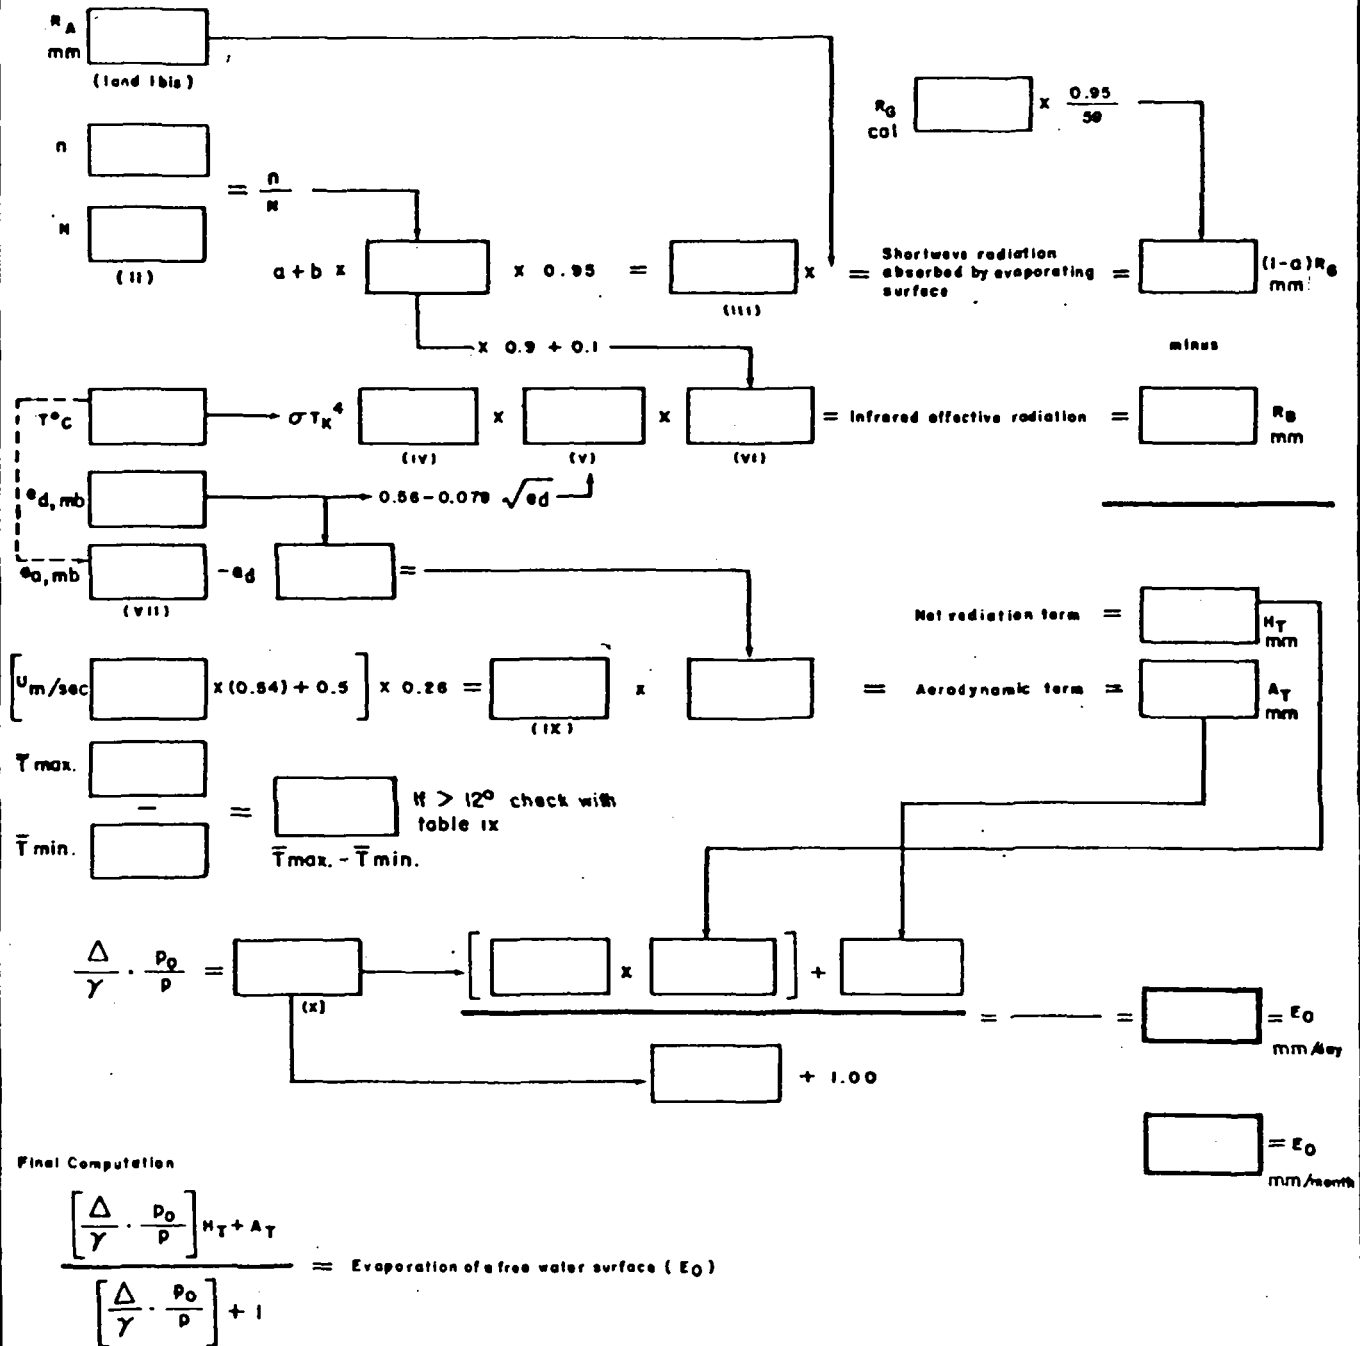 R_A
mm
(I and I bis)
R_G
cal
x 0.95/59
n
N
(II)
= n/N
a + b x
x 0.95 =
(III)
x
= Shortwave radiation
absorbed by evaporating
surface
=
(1-a)R_G
mm
x 0.9 + 0.1
minus
T°C
σT_K^4
(IV)
x
(V)
x
(VI)
= Infrared effective radiation =
R_B
mm
e_d, mb
0.56-0.079 √ed
e_a, mb
(VII)
-e_d
=
Net radiation term =
H_T
mm
[U_m/sec
x(0.54) + 0.5 ] x 0.26 =
(IX)
x
= Aerodynamic term =
A_T
mm
T̄ max.
-
T̄ min.
=
T̄max. - T̄min.
If > 12° check with
table IX
Δ/γ · p_0/p =
(X)
[
x
] +
= — =
= E_0
mm/day
+ 1.00
= E_0
mm/month
Final Computation
[Δ/γ · p_0/p] H_T + A_T
= Evaporation of a free water surface (E_0)
[Δ/γ · p_0/p] + 1